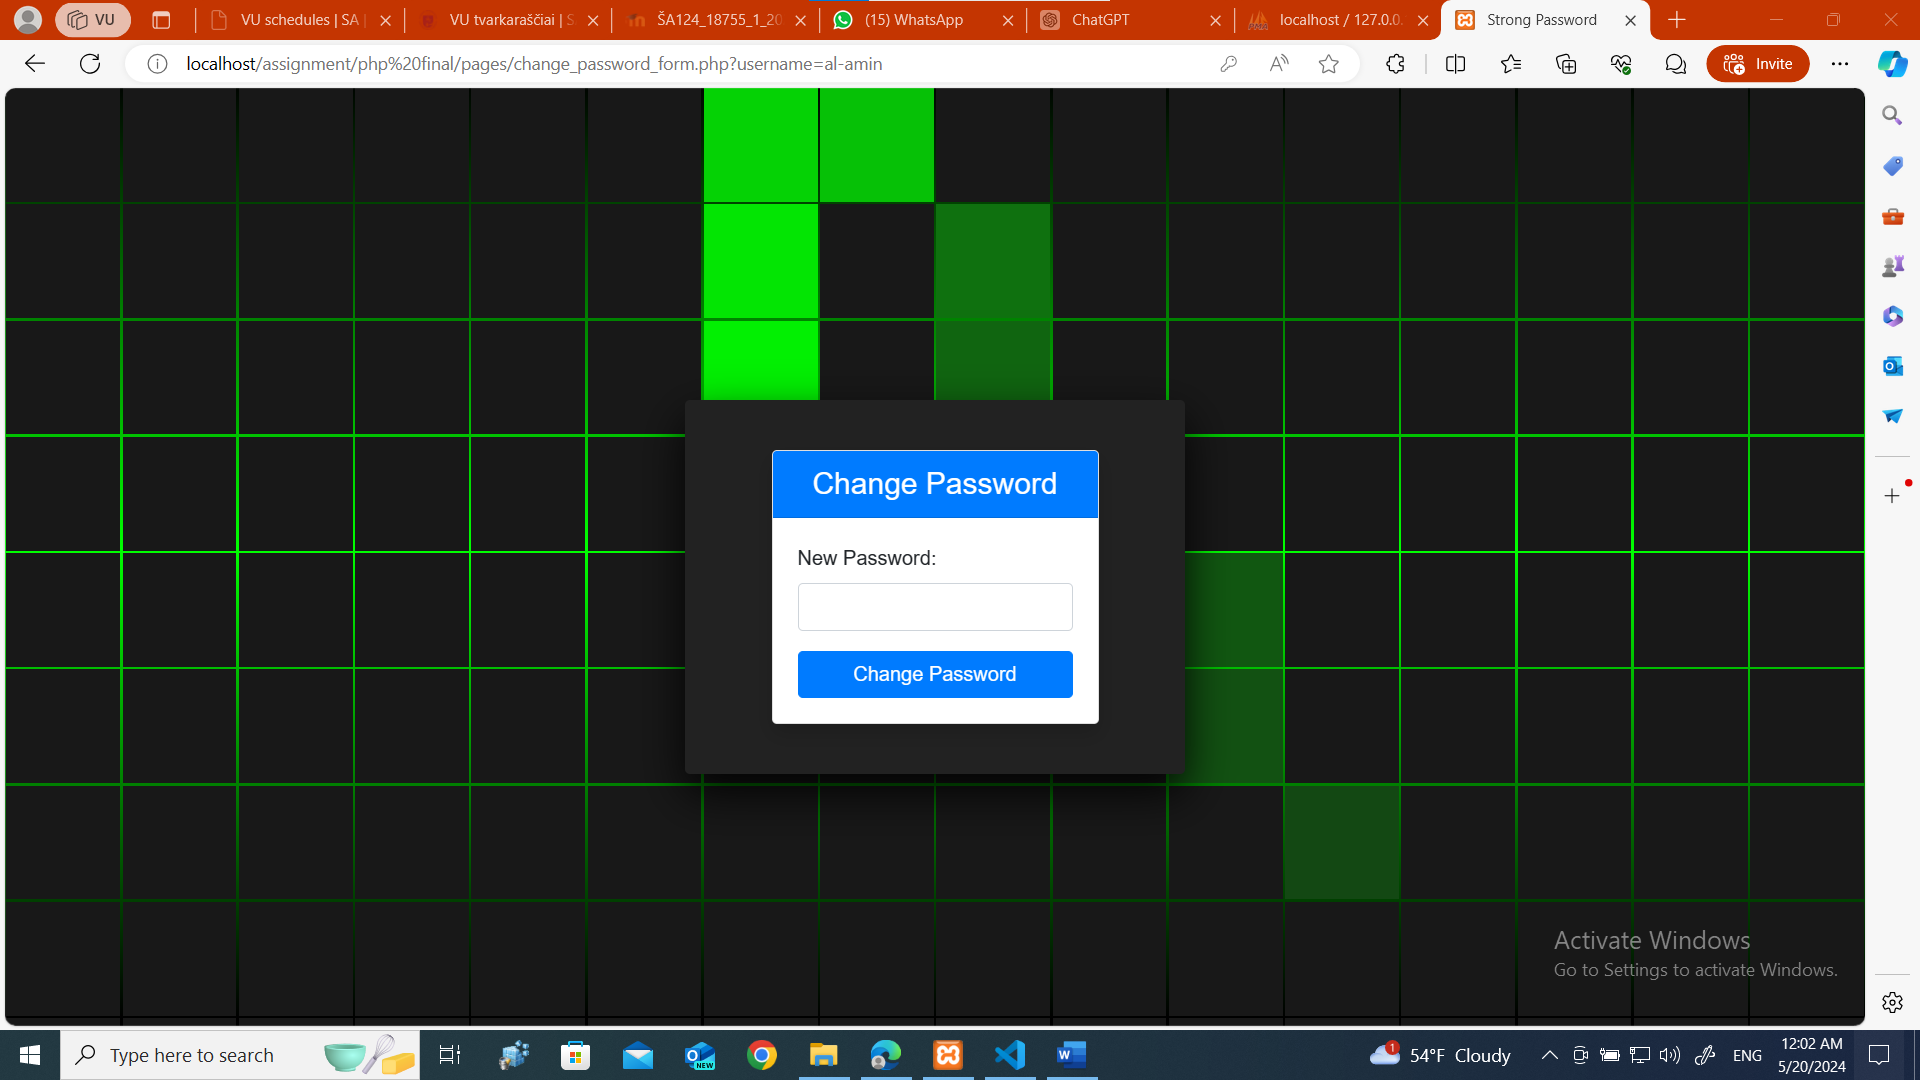 VU
VU schedules | SA |
VU tvarkaraščiai | S
ŠA124_18755_1_20
(15) WhatsApp
ChatGPT
localhost / 127.0.0.
Strong Password
localhost/assignment/php%20final/pages/change_password_form.php?username=al-amin
Invite
Change Password
New Password:
Change Password
Activate Windows
Go to Settings to activate Windows.
Type here to search
NEW
1
54°F Cloudy
ENG
12:02 AM
5/20/2024